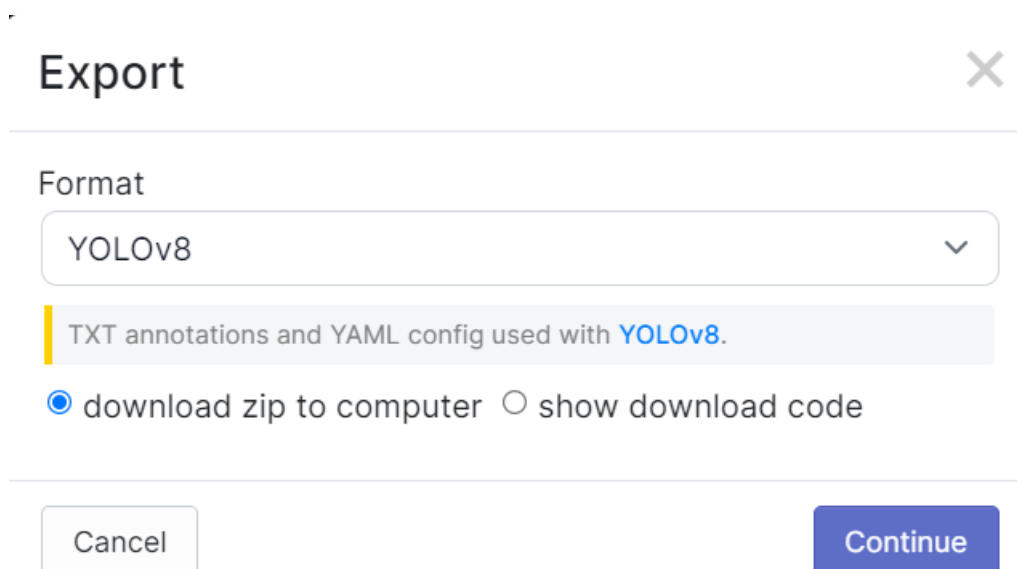 Export
Format
YOLOv8
TXT annotations and YAML config used with YOLOv8.
download zip to computer show download code
Cancel Continue